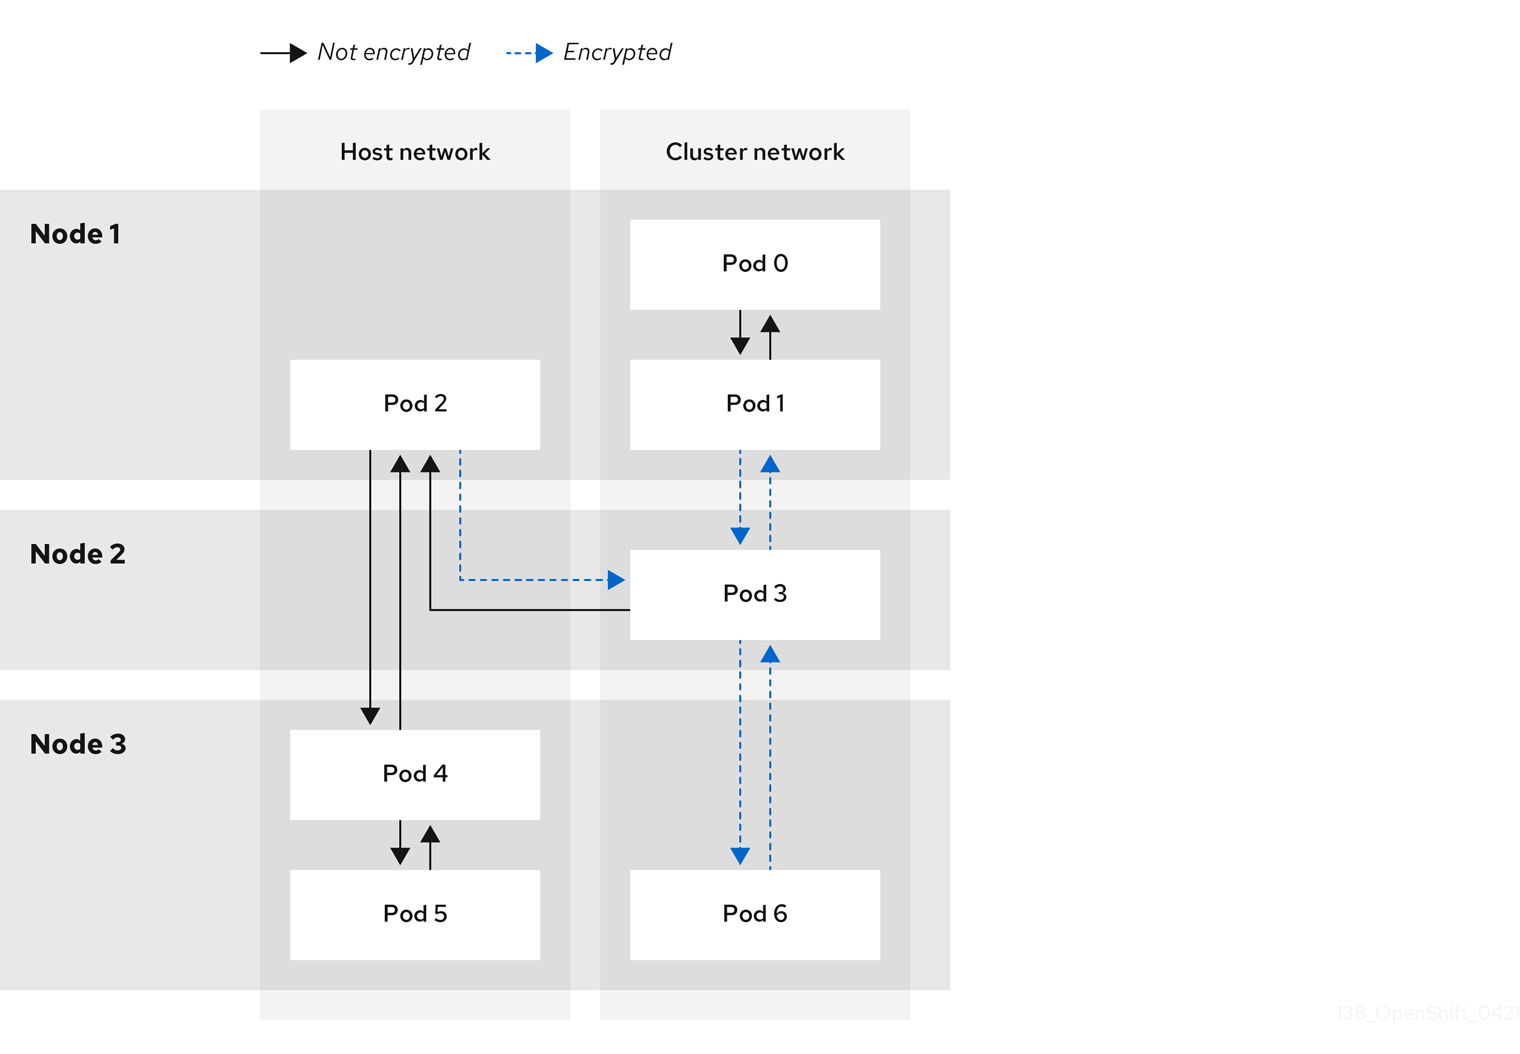 Not encrypted
Encrypted
Host network
Cluster network
Node 1
Pod 0
Pod 2
Pod 1
Node 2
Pod 3
Node 3
Pod 4
Pod 5
Pod 6
138_OpenShift_0421